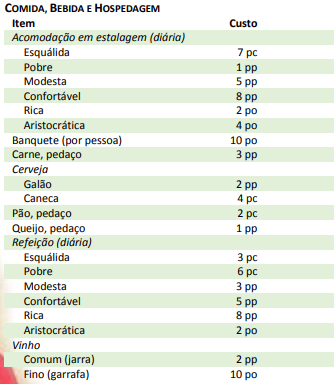 COMIDA, BEBIDA E HOSPEDAGEM
Item Custo
Acomodação em estalagem (diária)
Esquálida 7 pc
Pobre 1 pp
Modesta 5 pp
Confortável 8 pp
Rica 2 po
Aristocrática 4 po
Banquete (por pessoa) 10 po
Carne, pedaço 3 pp
Cerveja
Galão 2 pp
Caneca 4 pc
Pão, pedaço 2 pc
Queijo, pedaço 1 pp
Refeição (diária)
Esquálida 3 pc
Pobre 6 pc
Modesta 3 pp
Confortável 5 pp
Rica 8 pp
Aristocrática 2 po
Vinho
Comum (jarra) 2 pp
Fino (garrafa) 10 po